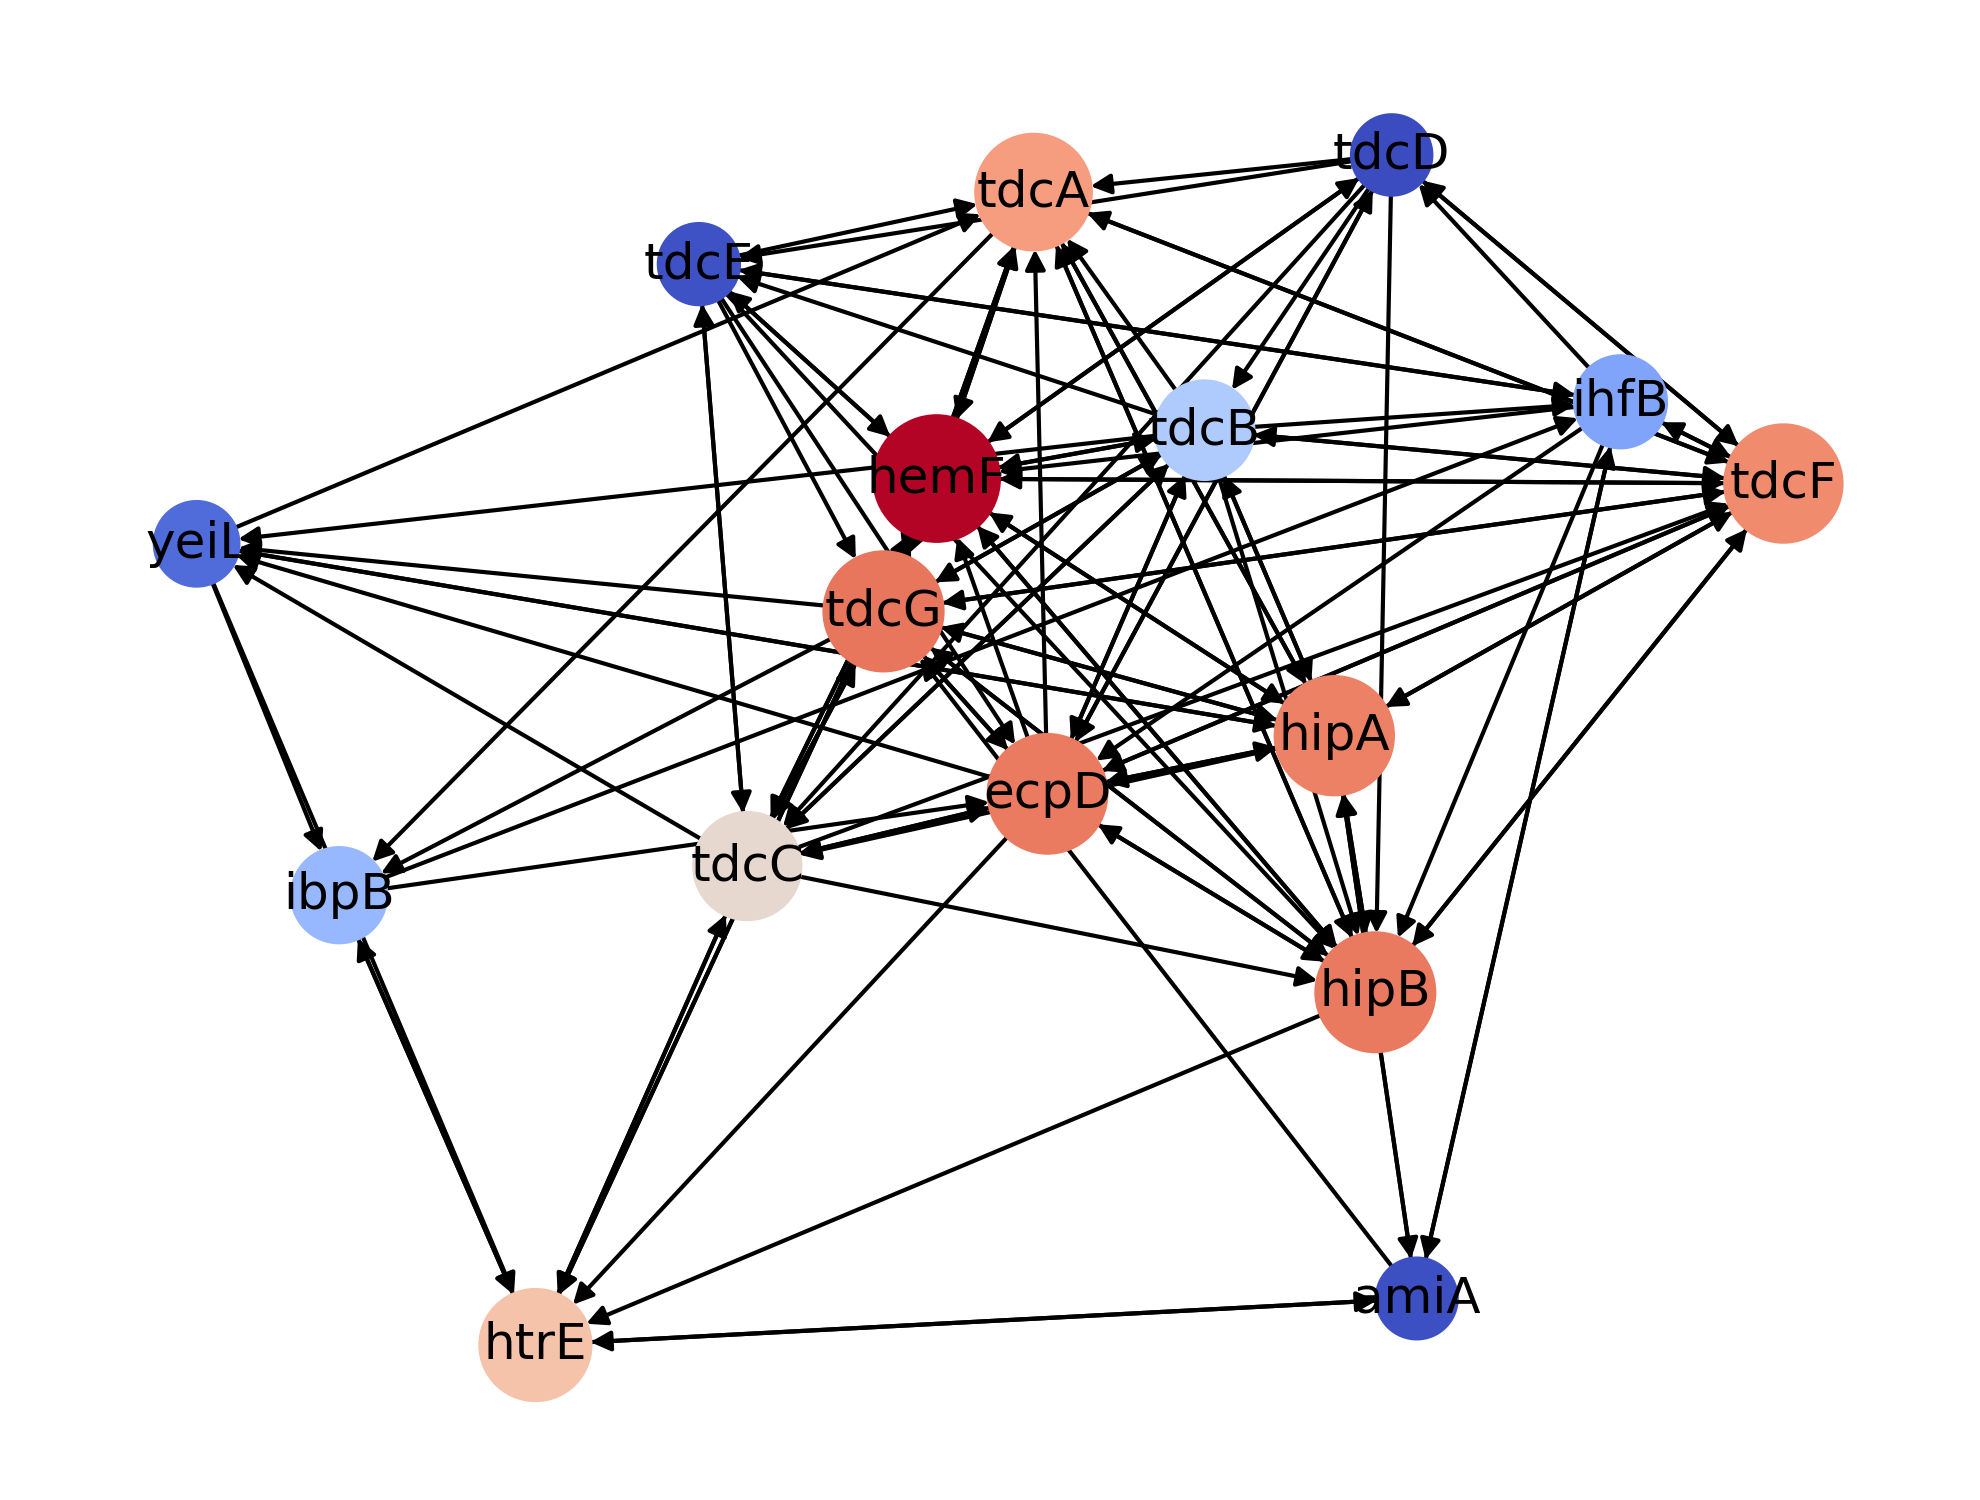 tdcD
tdcA
tdcE
ihfB
tdcB
hemF
tdcF
yeiL
tdcG
hipA
ecpD
tdcC
ibpB
hipB
amiA
htrE